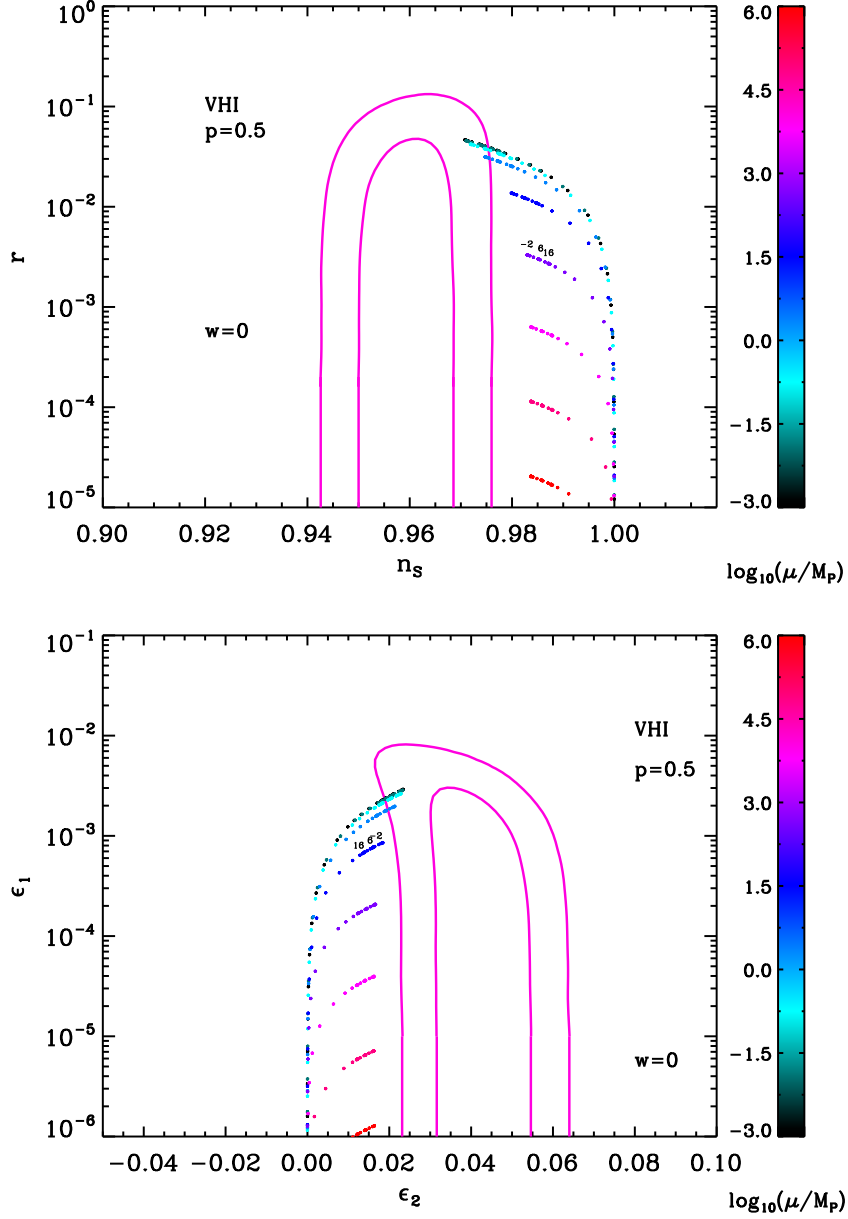 10⁰
6.0
VHI
4.5
10⁻¹
p=0.5
3.0
10⁻²
r
-2 6 16
1.5
10⁻³
0.0
w=0
10⁻⁴
-1.5
10⁻⁵
-3.0
0.90 0.92 0.94 0.96 0.98 1.00
n_S
log₁₀(μ/M_P)
10⁻¹
6.0
10⁻²
VHI
4.5
p=0.5
3.0
10⁻³
16 6 -2
ϵ₁
1.5
10⁻⁴
0.0
10⁻⁵
w=0
-1.5
10⁻⁶
-3.0
-0.04 -0.02 0.00 0.02 0.04 0.06 0.08 0.10
ϵ₂
log₁₀(μ/M_P)